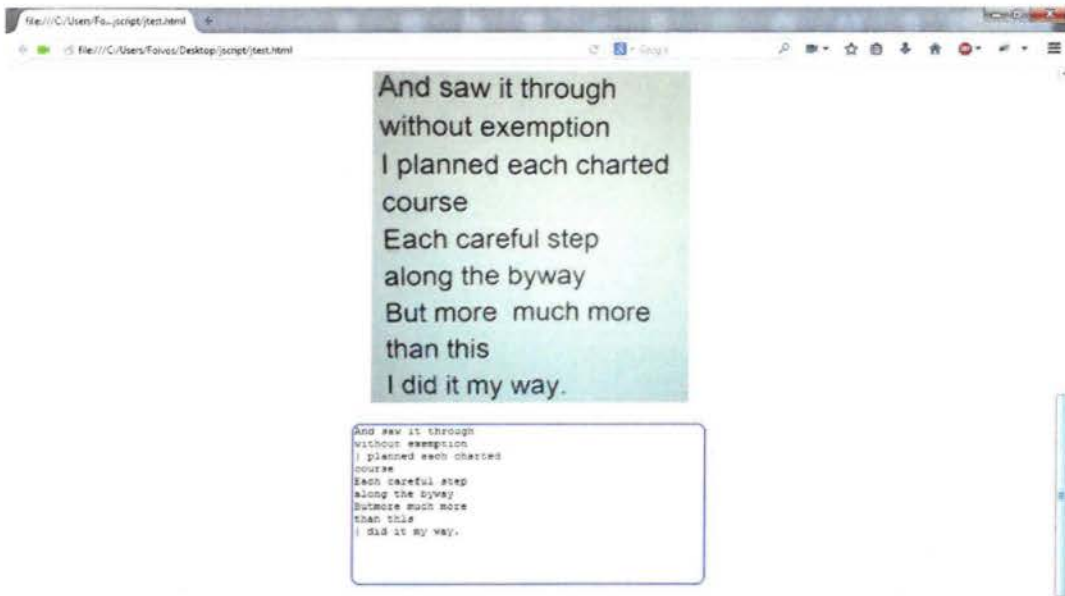 file:///C:/Users/Fo...jscript/jtest.html
file:///C:/Users/Foivos/Desktop/jscript/jtest.html
Google
And saw it through
without exemption
I planned each charted
course
Each careful step
along the byway
But more much more
than this
I did it my way.
And saw it through
without exemption
| planned each charted
course
Each careful step
along the byway
Butmore much more
than this
| did it my way.